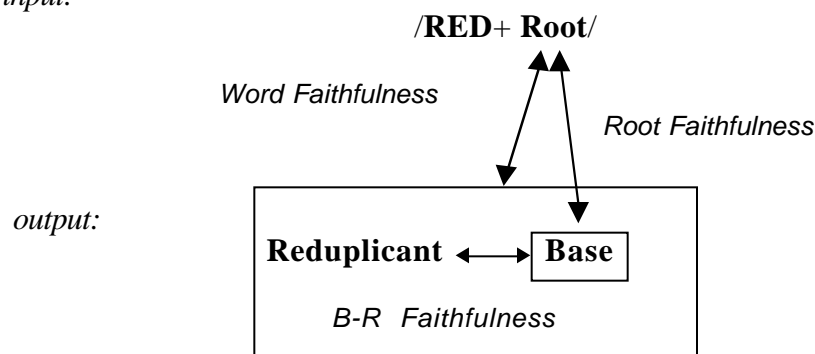 input:
/RED+ Root/
Word Faithfulness
Root Faithfulness
output:
Reduplicant Base
B-R Faithfulness